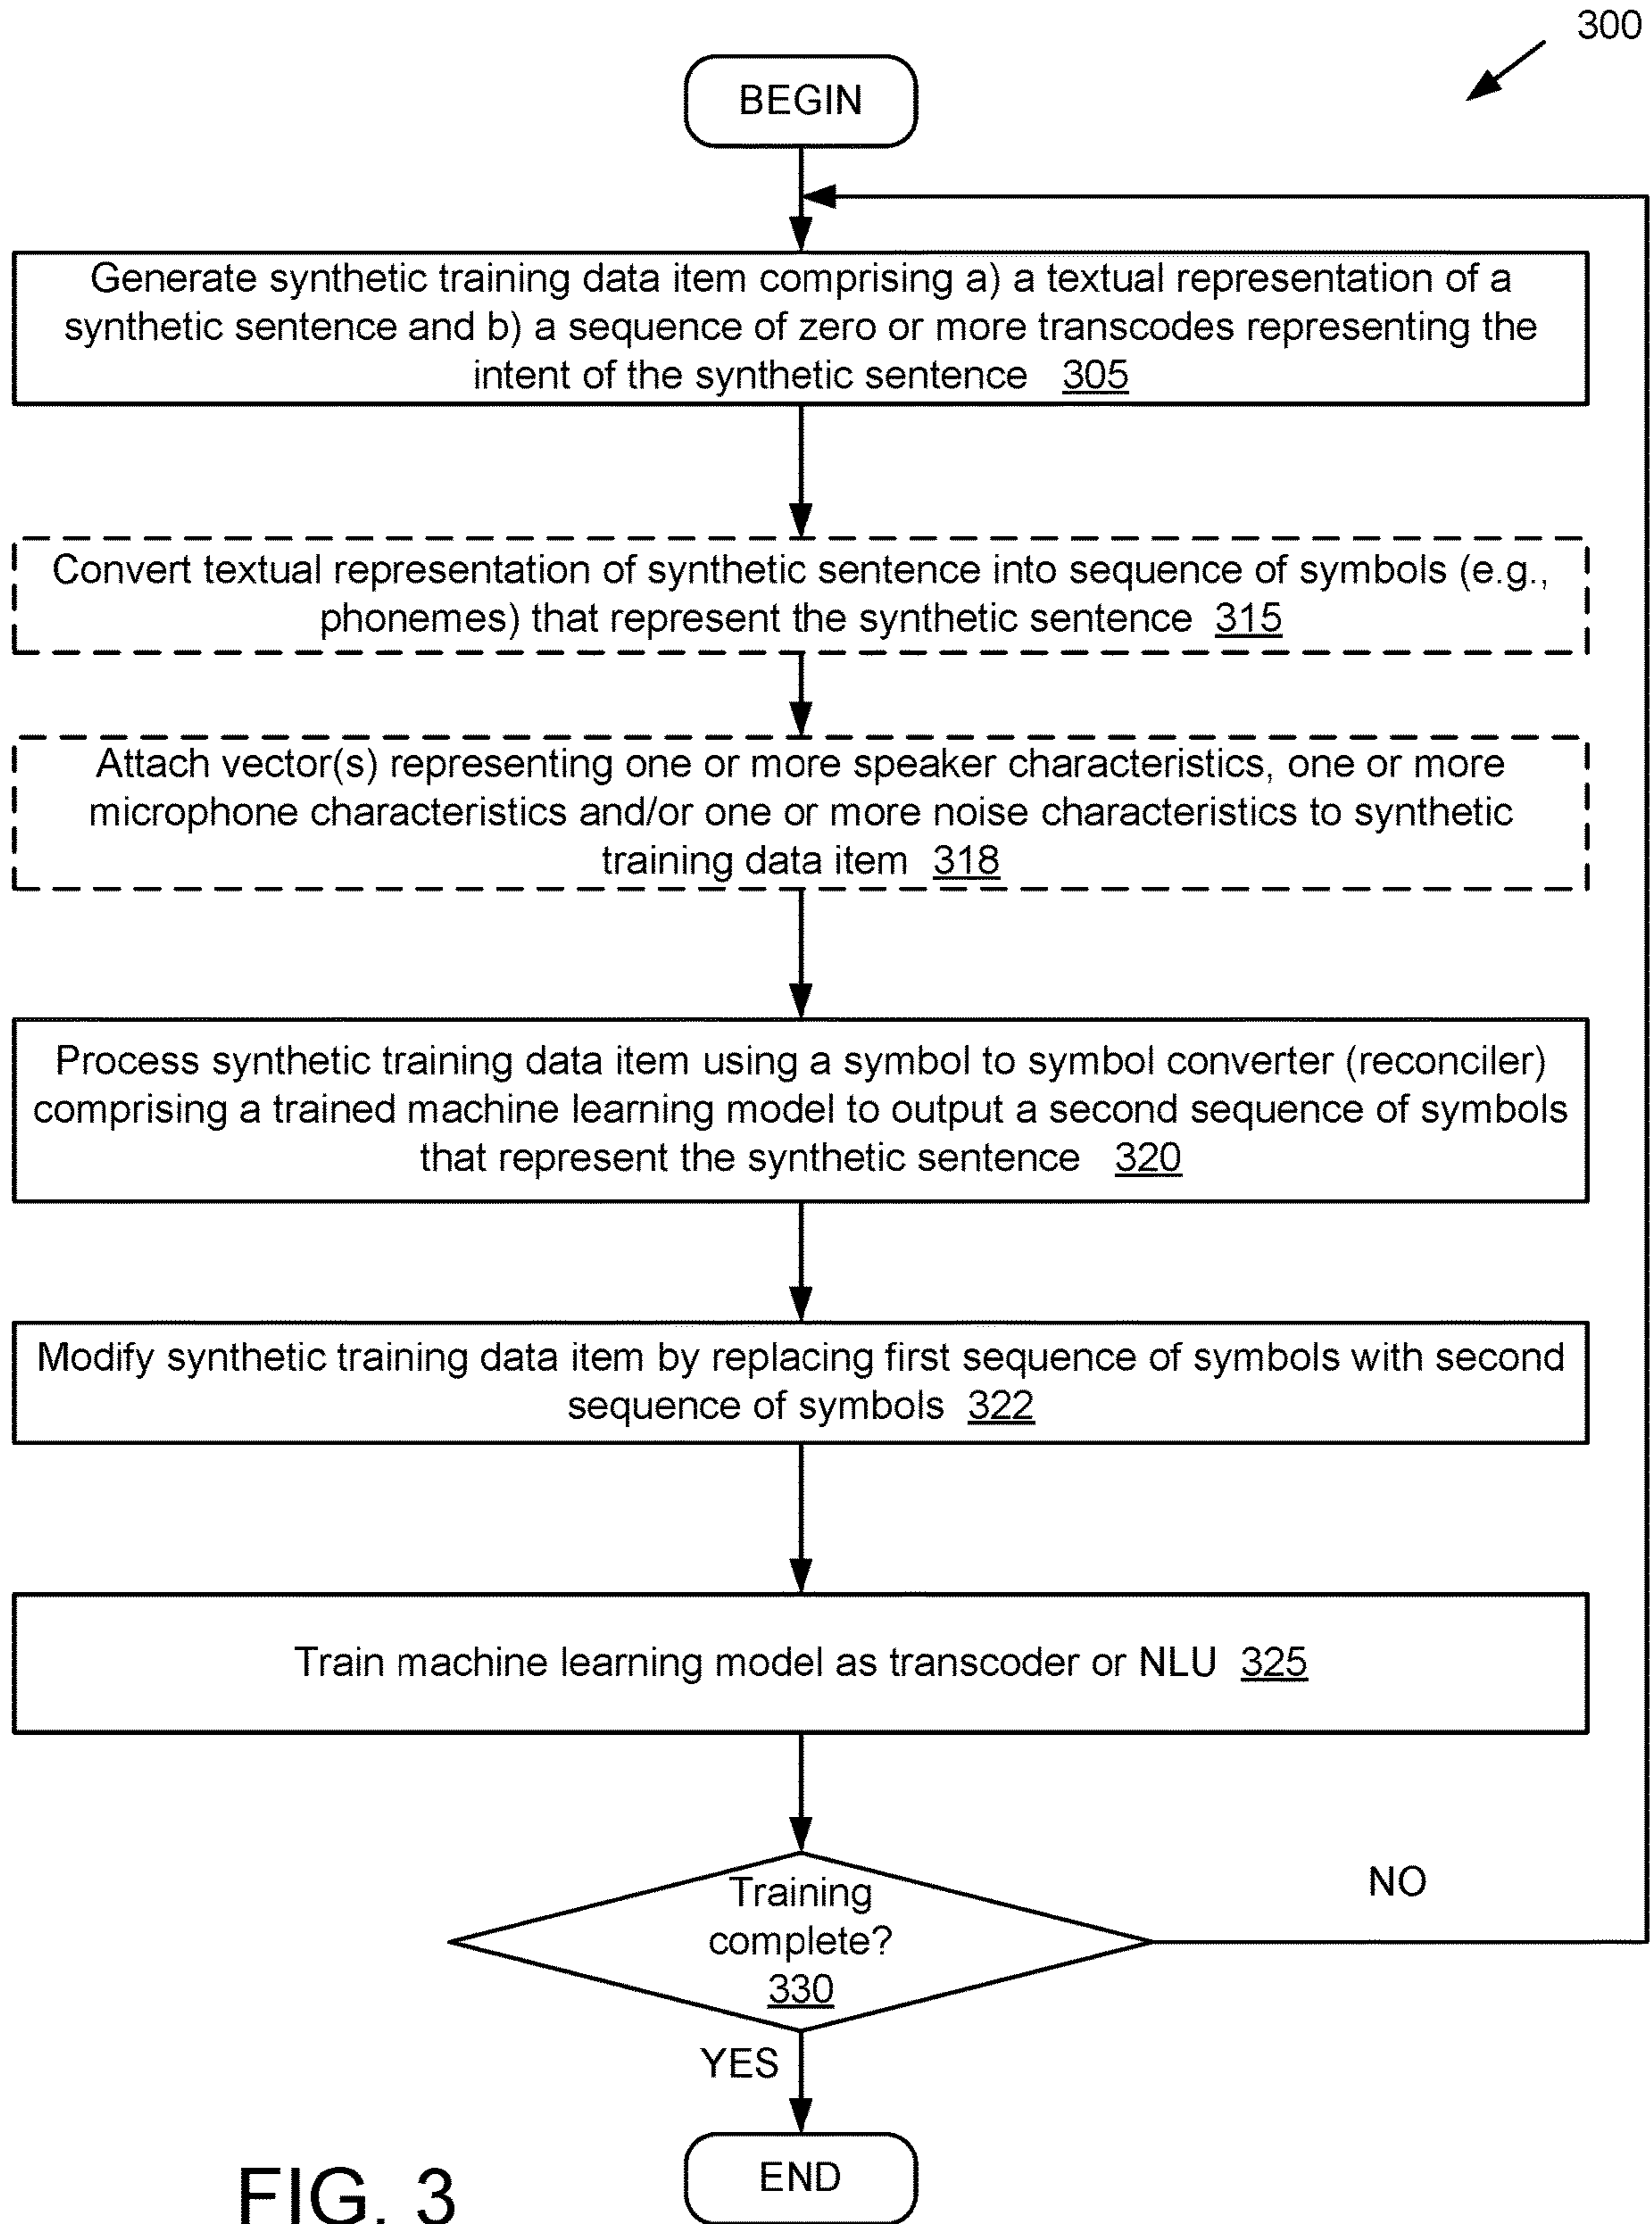 300
BEGIN
Generate synthetic training data item comprising a) a textual representation of a
synthetic sentence and b) a sequence of zero or more transcodes representing the
intent of the synthetic sentence 305
Convert textual representation of synthetic sentence into sequence of symbols (e.g.,
phonemes) that represent the synthetic sentence 315
Attach vector(s) representing one or more speaker characteristics, one or more
microphone characteristics and/or one or more noise characteristics to synthetic
training data item 318
Process synthetic training data item using a symbol to symbol converter (reconciler)
comprising a trained machine learning model to output a second sequence of symbols
that represent the synthetic sentence 320
Modify synthetic training data item by replacing first sequence of symbols with second
sequence of symbols 322
Train machine learning model as transcoder or NLU 325
Training
complete?
330
NO
YES
END
FIG. 3